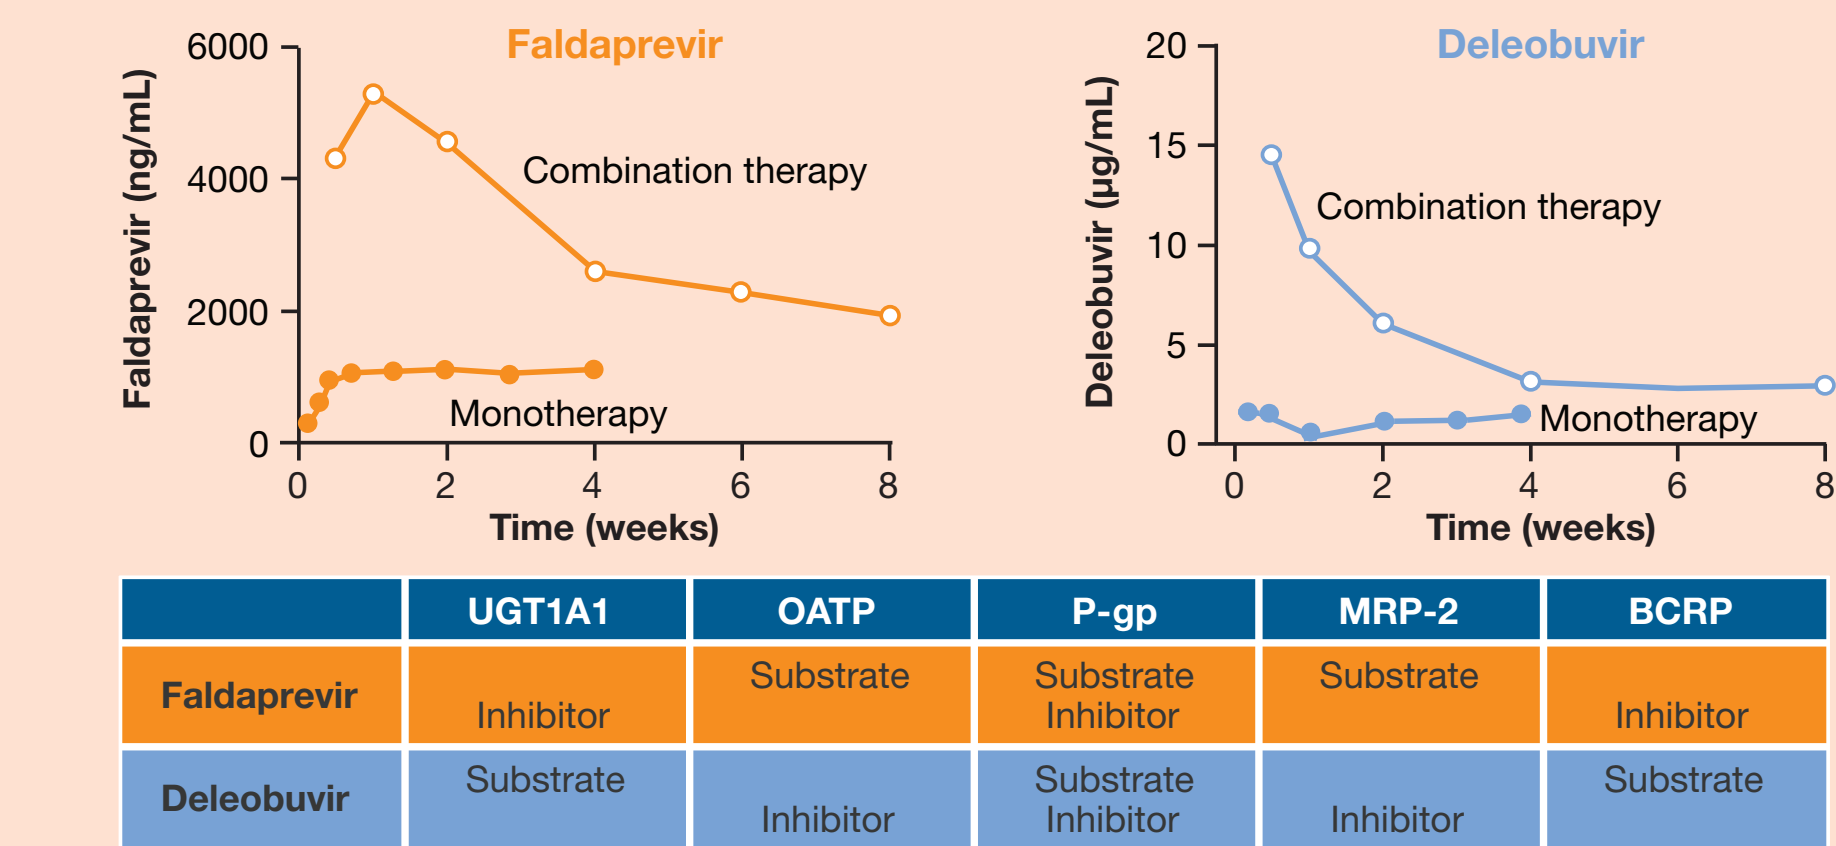 Faldaprevir
Faldaprevir (ng/mL)
6000
4000
2000
0
Combination therapy
Monotherapy
0 2 4 6 8
Time (weeks)
Deleobuvir
Deleobuvir (µg/mL)
20
15
10
5
0
Combination therapy
Monotherapy
0 2 4 6 8
Time (weeks)
UGT1A1 OATP P-gp MRP-2 BCRP
Faldaprevir
Inhibitor
Substrate
Substrate
Inhibitor
Substrate
Inhibitor
Deleobuvir
Substrate
Inhibitor
Substrate
Inhibitor
Inhibitor
Substrate